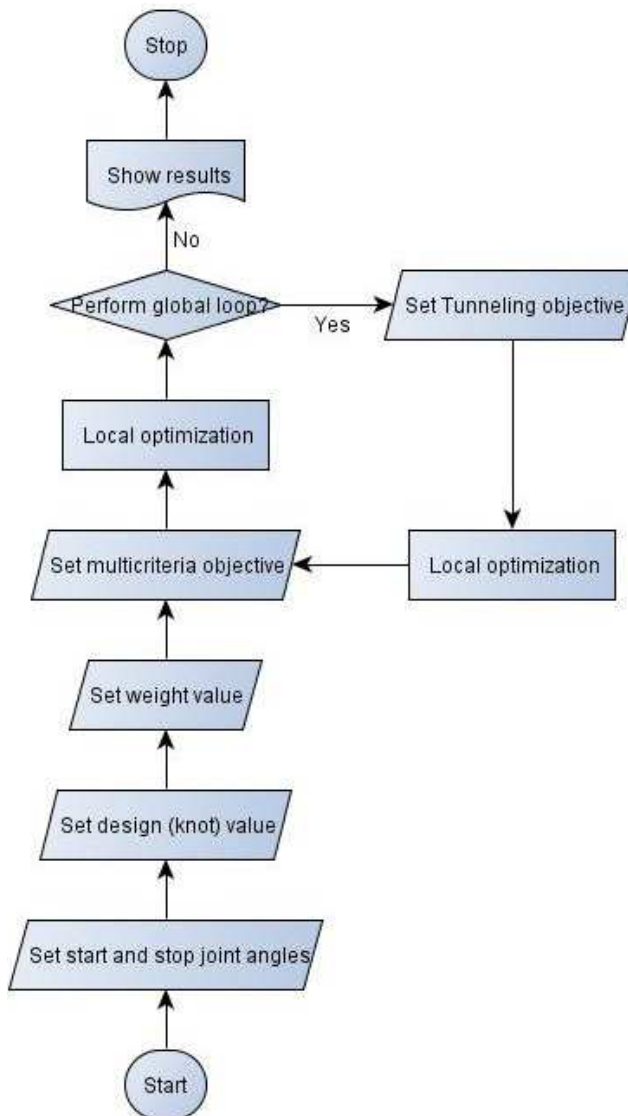 Stop
Show results
No
Perform global loop?
Yes
Set Tunneling objective
Local optimization
Set multicriteria objective
Local optimization
Set weight value
Set design (knot) value
Set start and stop joint angles
Start